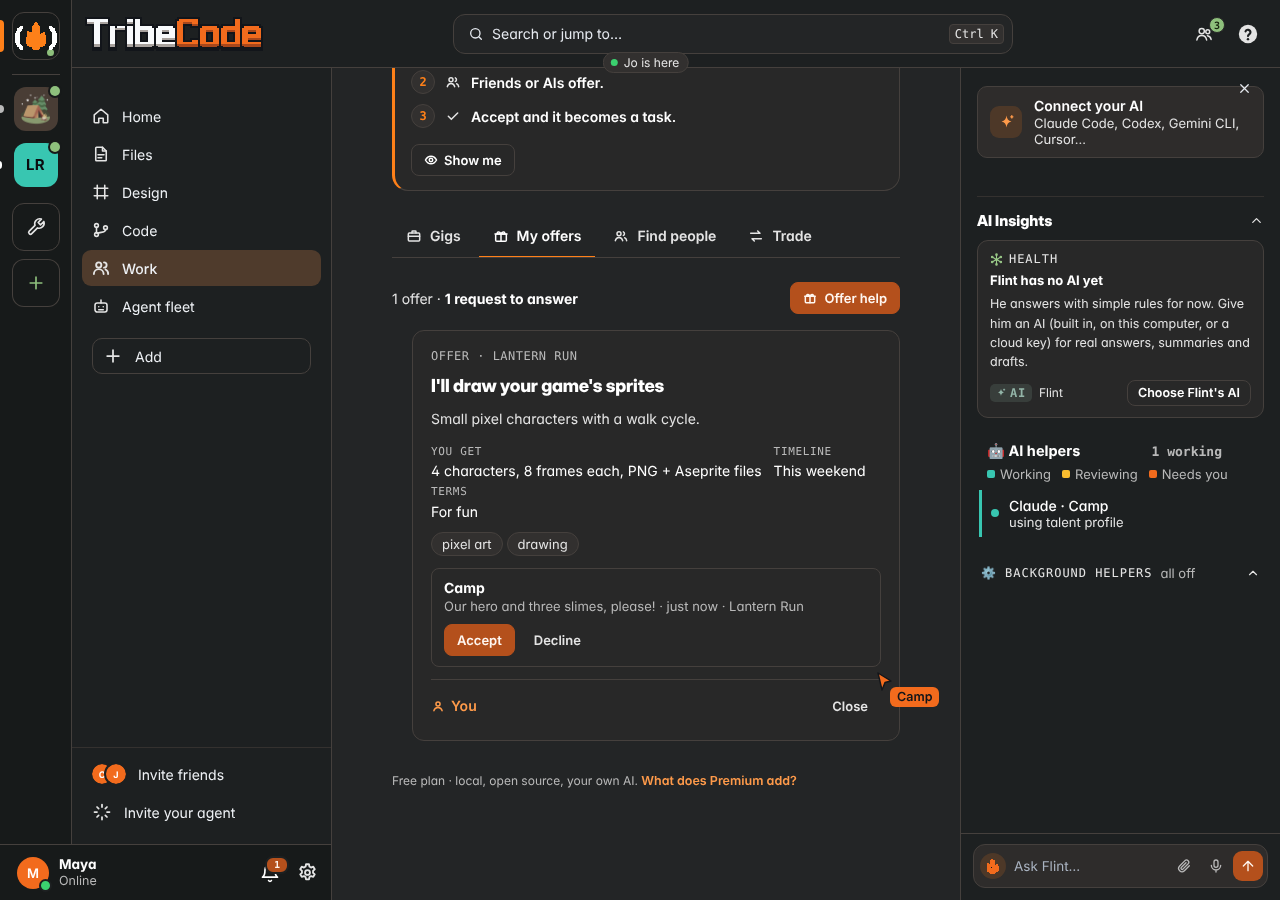 TribeCode
Search or jump to...
Ctrl K
Jo is here
3
?
LR
Home
Files
Design
Code
Work
Agent fleet
Add
2 Friends or AIs offer.
3 Accept and it becomes a task.
Show me
Gigs
My offers
Find people
Trade
1 offer · 1 request to answer
Offer help
OFFER · LANTERN RUN
I'll draw your game's sprites
Small pixel characters with a walk cycle.
YOU GET
4 characters, 8 frames each, PNG + Aseprite files
TIMELINE
This weekend
TERMS
For fun
pixel art
drawing
Camp
Our hero and three slimes, please! · just now · Lantern Run
Accept
Decline
You
Close
Camp
Free plan · local, open source, your own AI. What does Premium add?
Connect your AI
Claude Code, Codex, Gemini CLI,
Cursor...
AI Insights
HEALTH
Flint has no AI yet
He answers with simple rules for now. Give
him an AI (built in, on this computer, or a
cloud key) for real answers, summaries and
drafts.
AI
Flint
Choose Flint's AI
AI helpers
1 working
Working
Reviewing
Needs you
Claude · Camp
using talent profile
BACKGROUND HELPERS all off
J
Invite friends
Invite your agent
M
Maya
Online
1
Ask Flint...